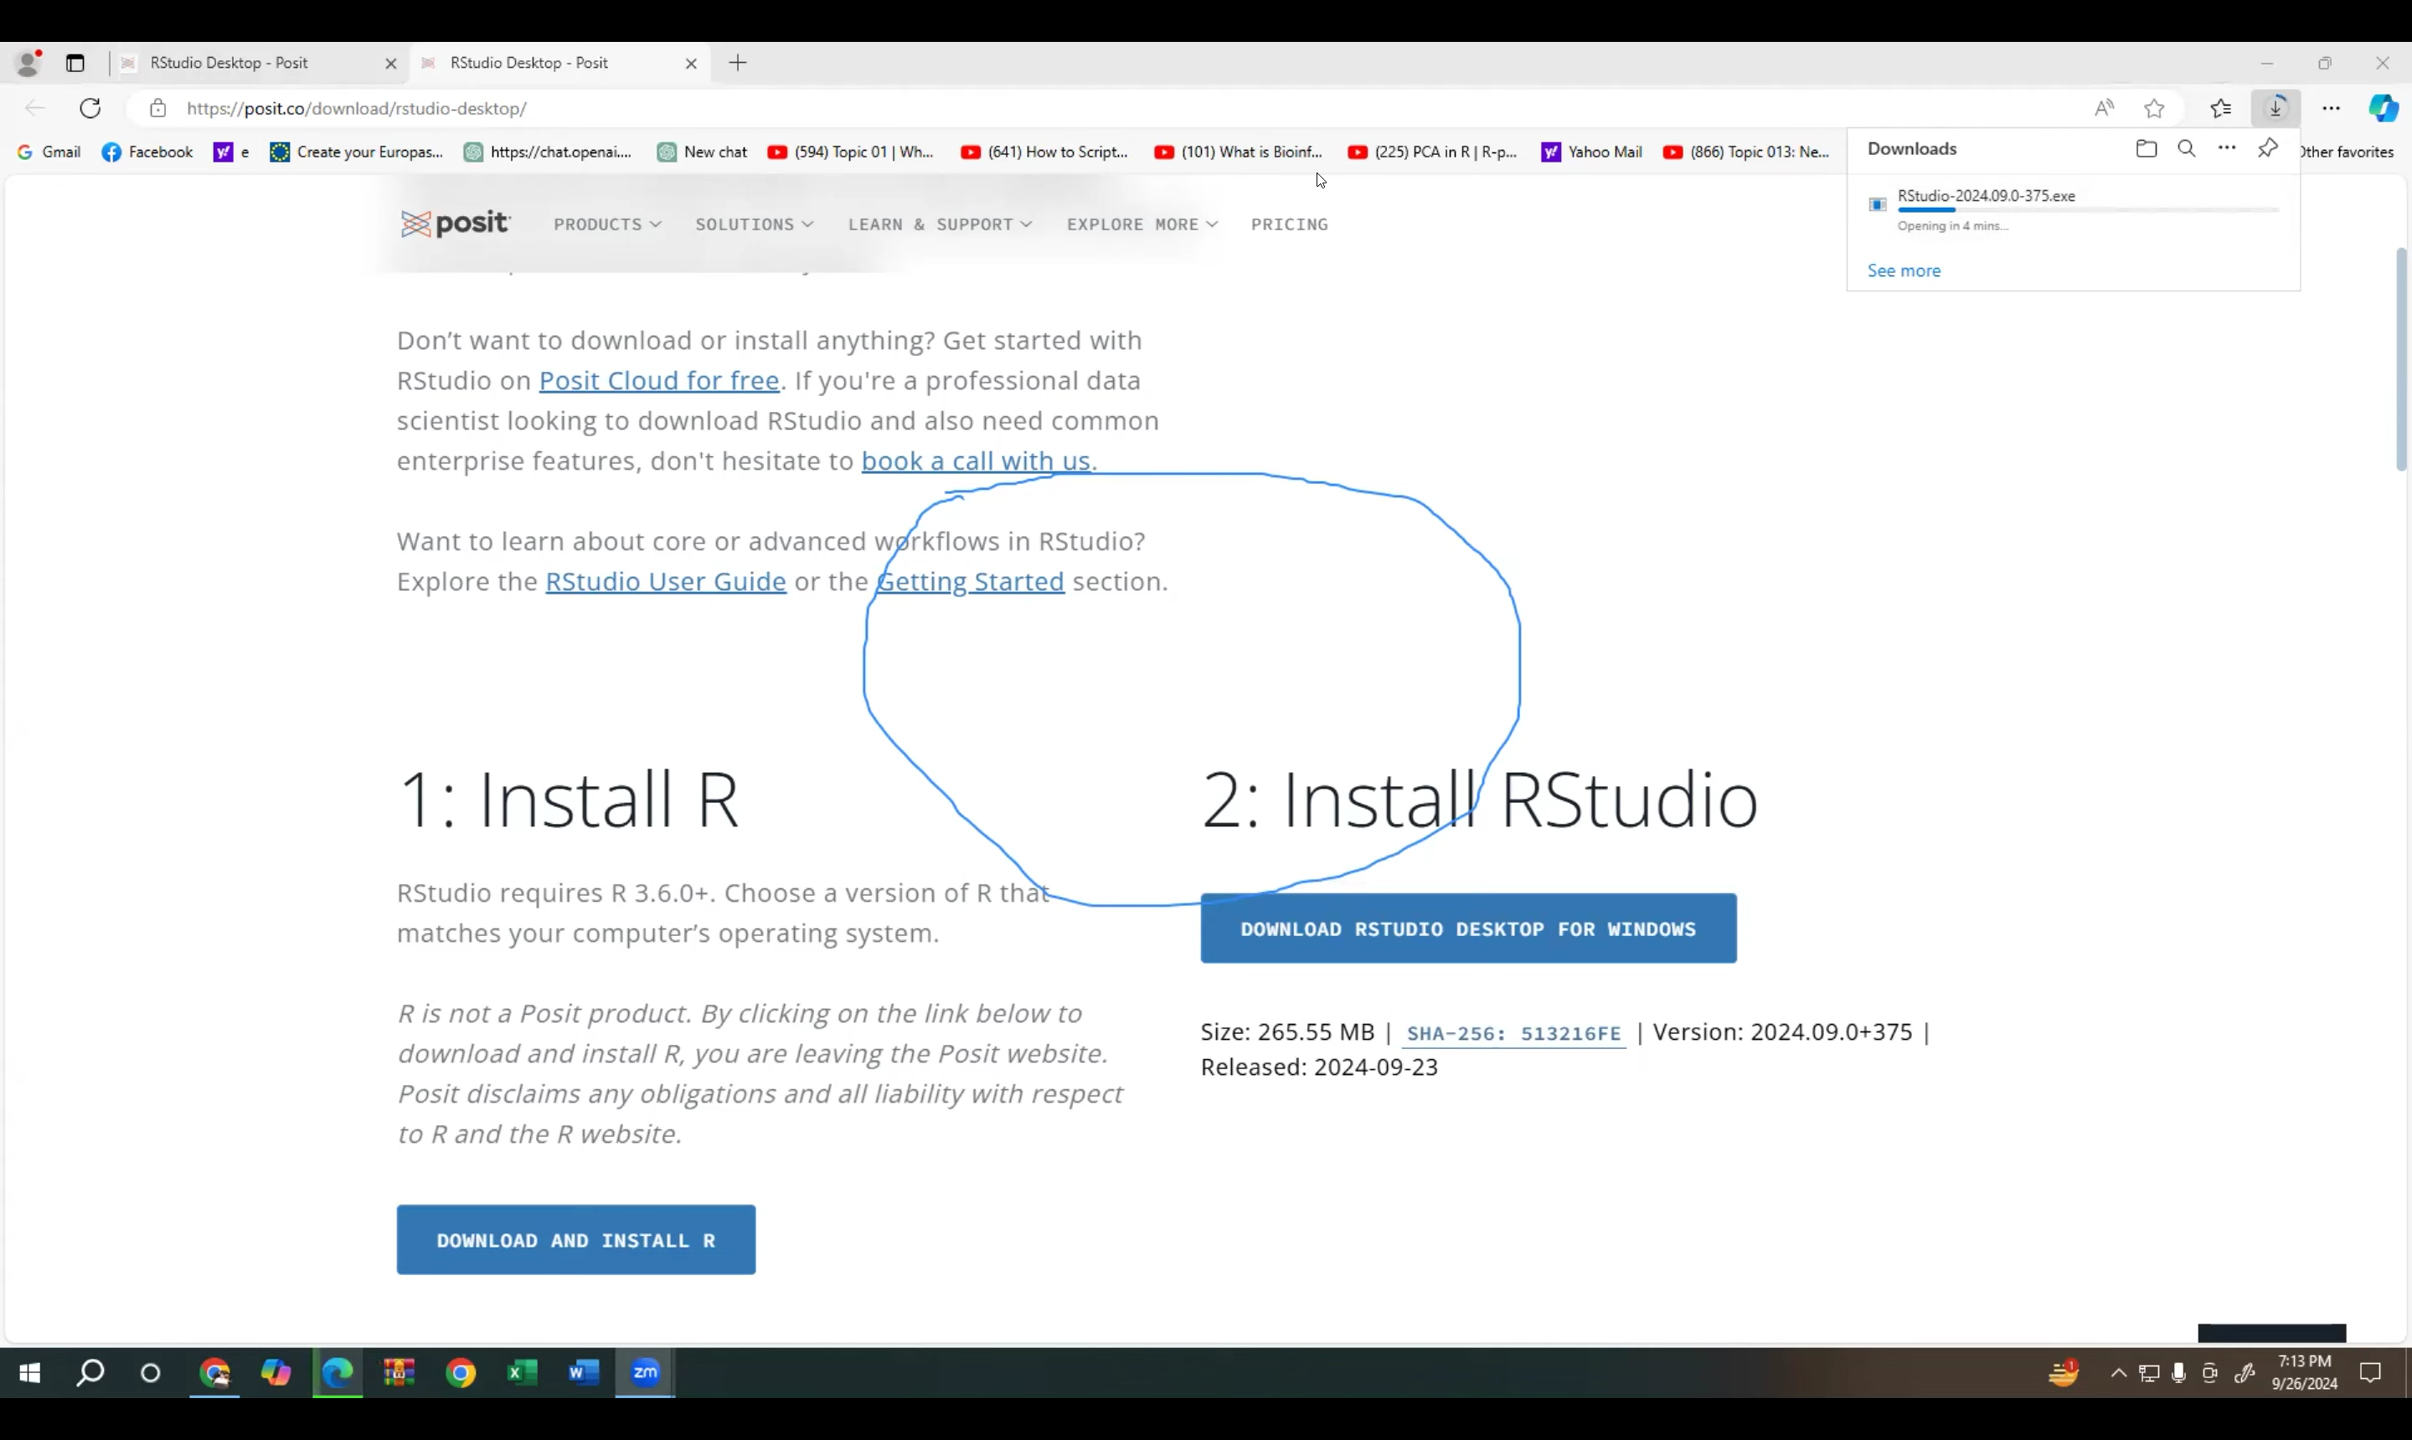 RStudio Desktop - Posit
RStudio Desktop - Posit
https://posit.co/download/rstudio-desktop/
Gmail
Facebook
e
Create your Europas...
https://chat.openai....
New chat
(594) Topic 01 | Wh...
(641) How to Script...
(101) What is Bioinf...
(225) PCA in R | R-p...
Yahoo Mail
(866) Topic 013: Ne...
Other favorites
Downloads
RStudio-2024.09.0-375.exe
Opening in 4 mins...
See more
posit
PRODUCTS
SOLUTIONS
LEARN & SUPPORT
EXPLORE MORE
PRICING
Don’t want to download or install anything? Get started with
RStudio on Posit Cloud for free. If you're a professional data
scientist looking to download RStudio and also need common
enterprise features, don't hesitate to book a call with us.
Want to learn about core or advanced workflows in RStudio?
Explore the RStudio User Guide or the Getting Started section.
1: Install R
RStudio requires R 3.6.0+. Choose a version of R that
matches your computer’s operating system.
R is not a Posit product. By clicking on the link below to
download and install R, you are leaving the Posit website.
Posit disclaims any obligations and all liability with respect
to R and the R website.
DOWNLOAD AND INSTALL R
2: Install RStudio
DOWNLOAD RSTUDIO DESKTOP FOR WINDOWS
Size: 265.55 MB | SHA-256: 513216FE | Version: 2024.09.0+375 |
Released: 2024-09-23
zm
1
7:13 PM
9/26/2024